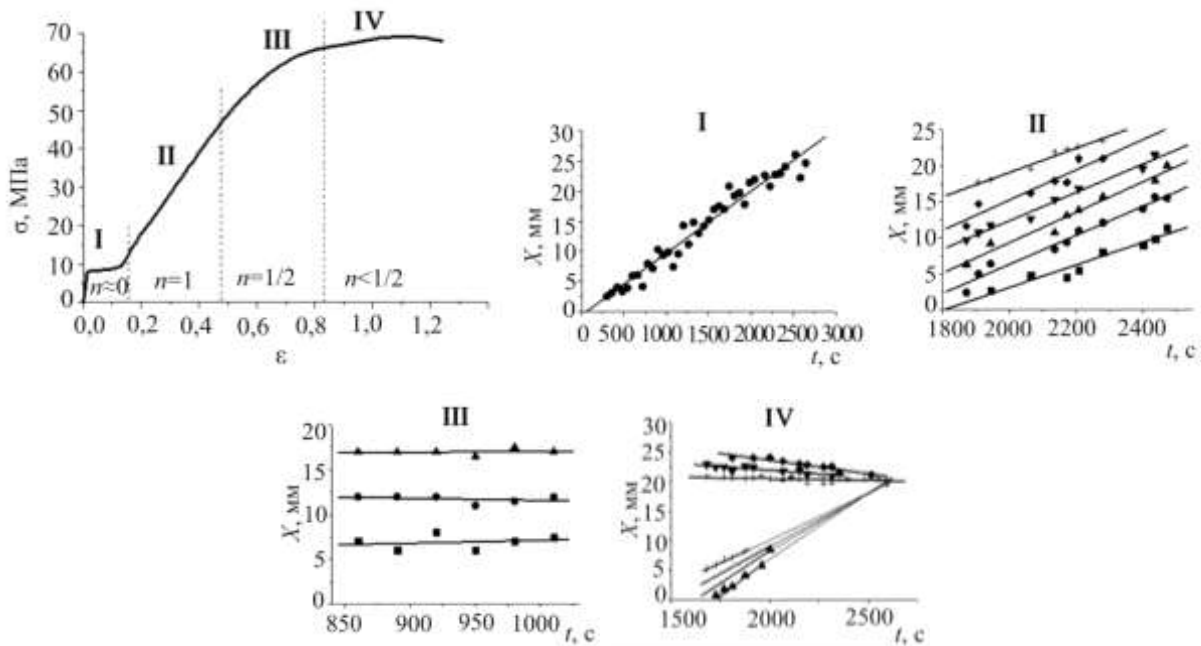 70
60
50
40
30
20
10
0
σ, МПа
I
II
III
IV
n≈0
n=1
n=1/2
n<1/2
0,0 0,2 0,4 0,6 0,8 1,0 1,2
ε
I
30
25
20
15
10
5
0
X, мм
0 500 1000 1500 2000 2500 3000
t, с
II
25
20
15
10
5
0
X, мм
1800 2000 2200 2400
t, с
III
20
15
10
5
0
X, мм
850 900 950 1000
t, с
IV
30
25
20
15
10
5
0
X, мм
1500 2000 2500
t, с